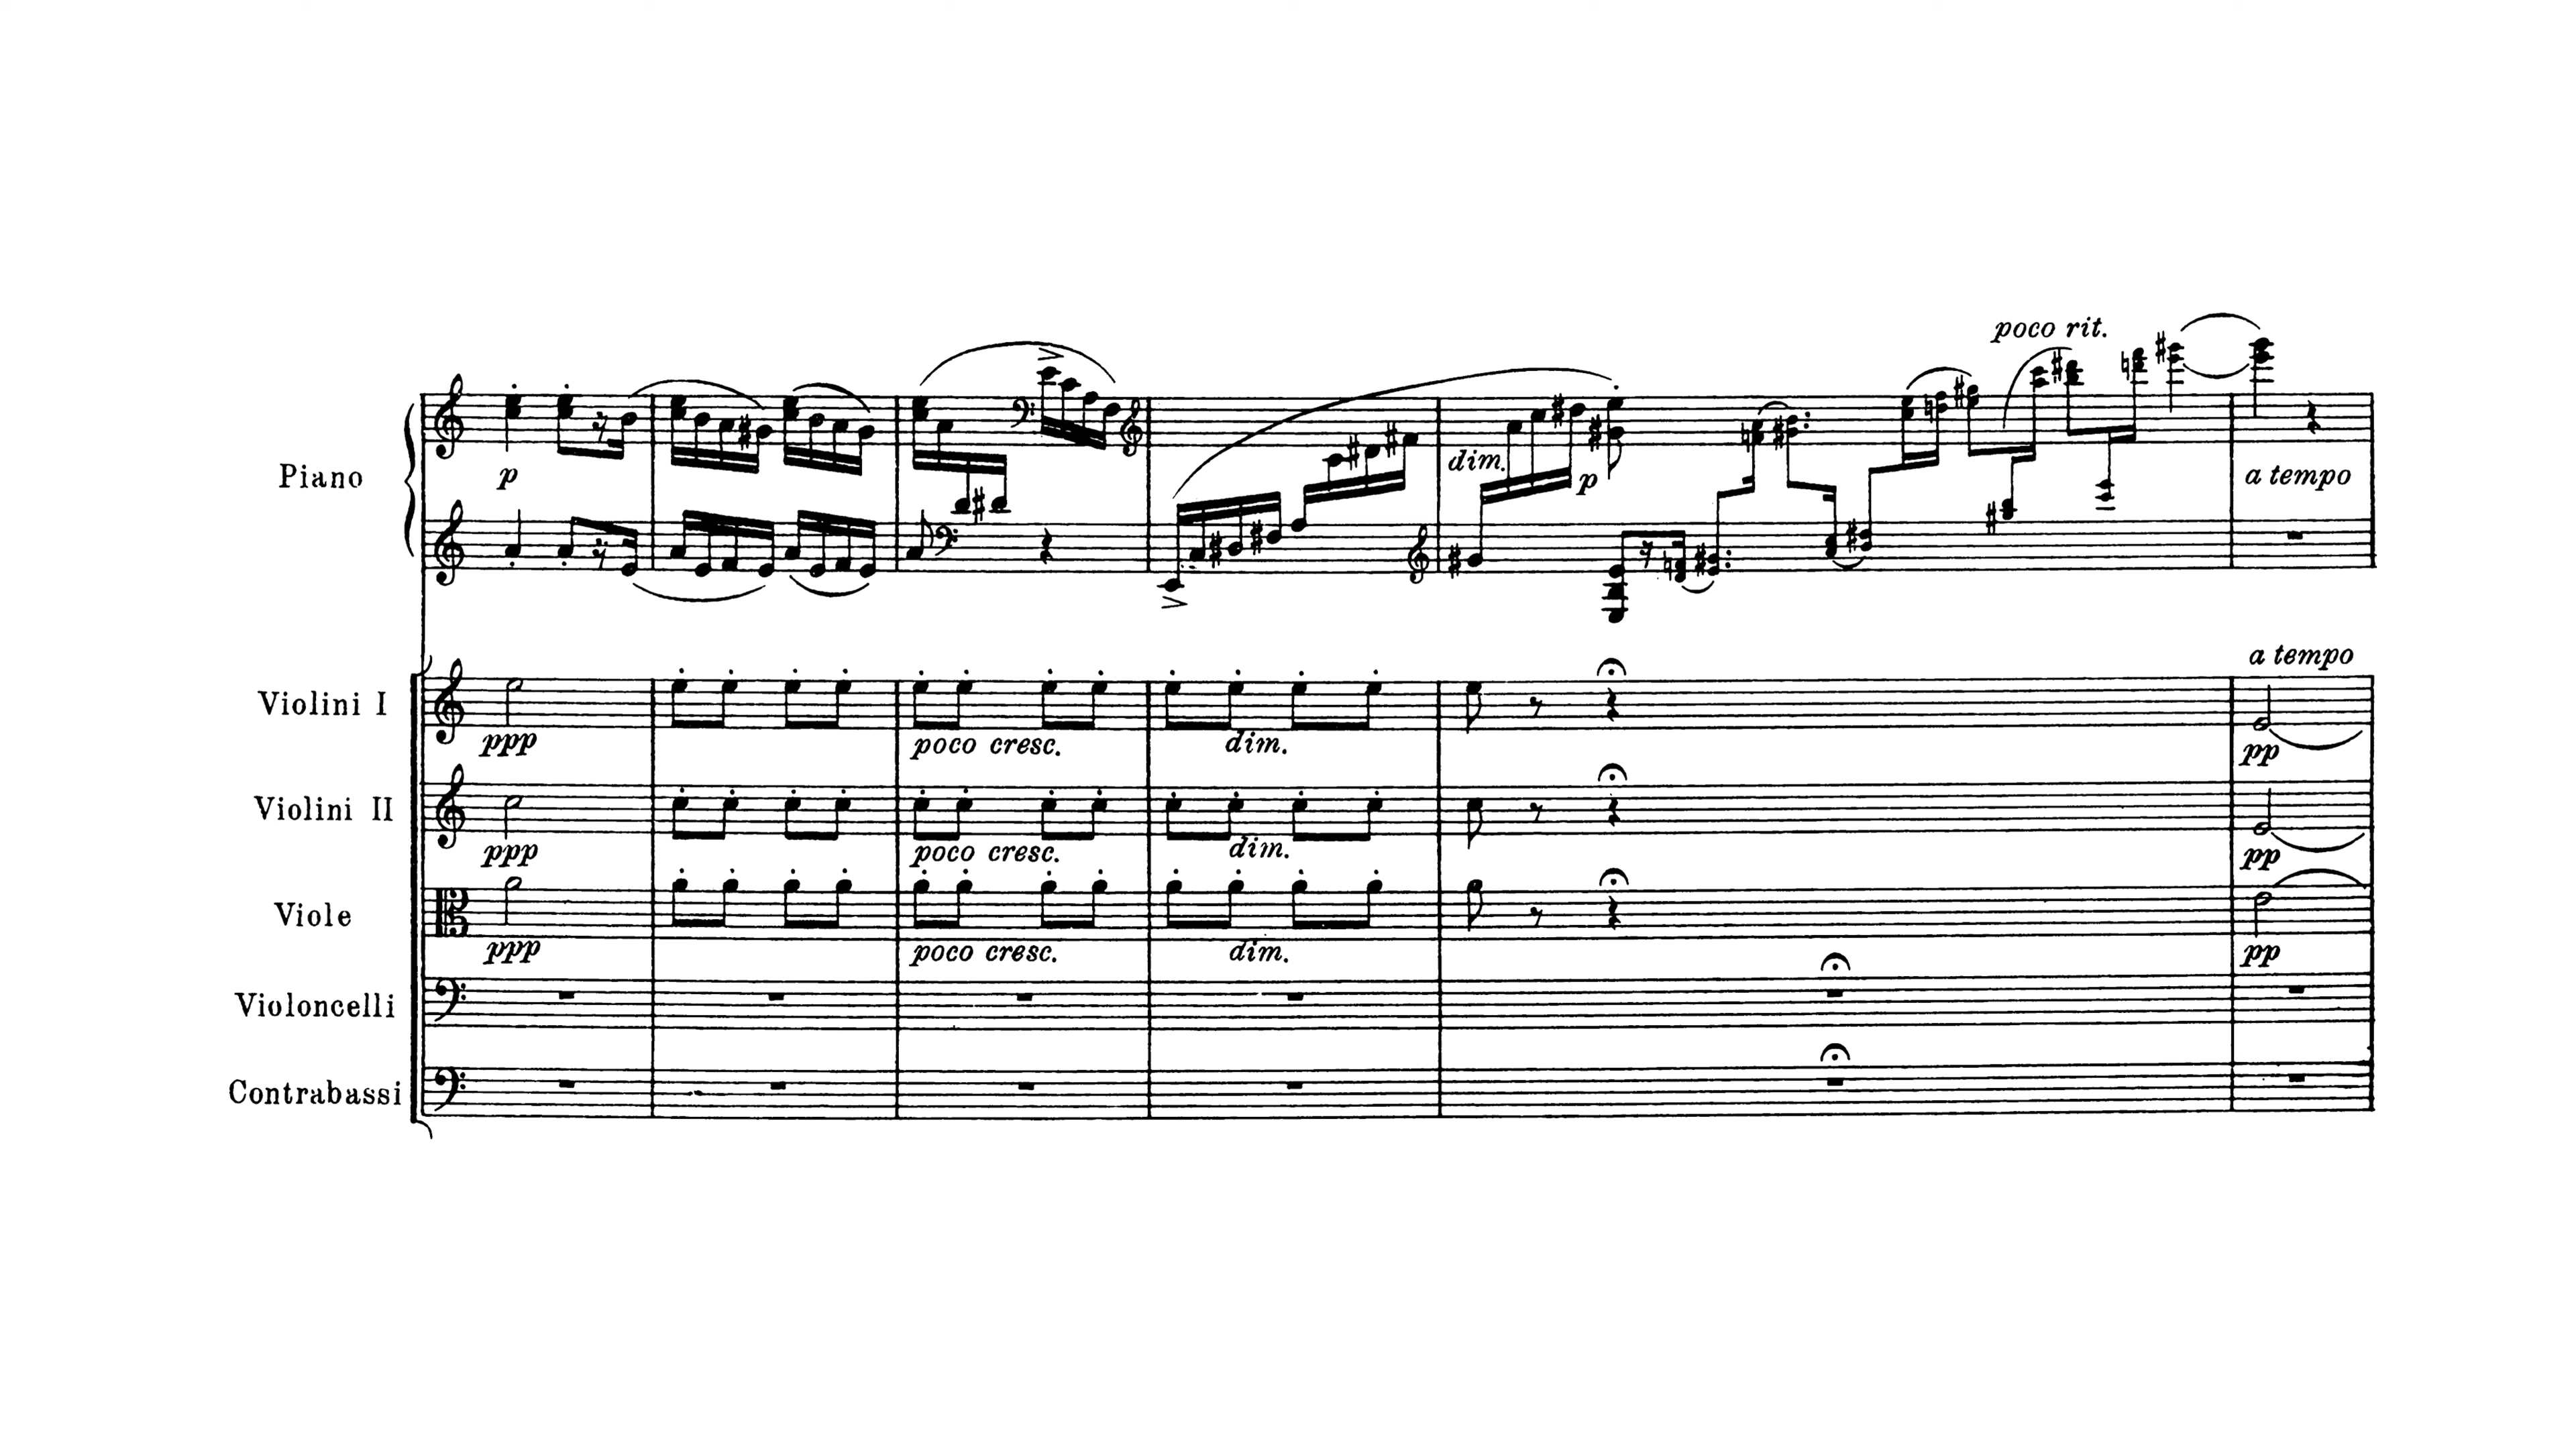 poco rit.
dim.
Piano
p
p
a tempo
a tempo
Violini I
ppp
poco cresc.
dim.
pp
Violini II
ppp
poco cresc.
dim.
pp
Viole
ppp
poco cresc.
dim.
pp
Violoncelli
Contrabassi